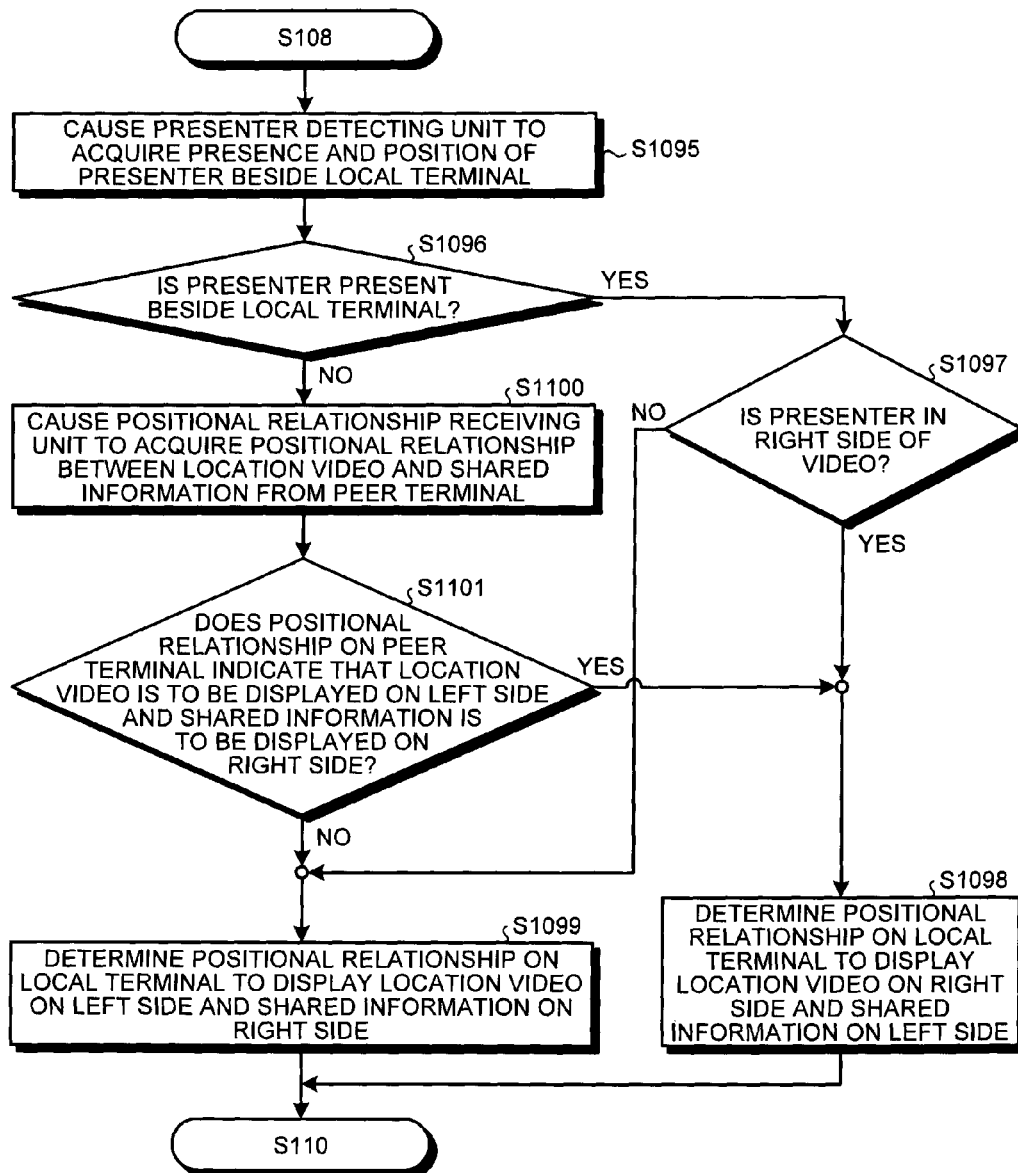 S108
CAUSE PRESENTER DETECTING UNIT TO
ACQUIRE PRESENCE AND POSITION OF
PRESENTER BESIDE LOCAL TERMINAL
S1095
S1096
IS PRESENTER PRESENT
BESIDE LOCAL TERMINAL?
YES
NO
S1097
IS PRESENTER IN
RIGHT SIDE OF
VIDEO?
NO
YES
S1100
CAUSE POSITIONAL RELATIONSHIP RECEIVING
UNIT TO ACQUIRE POSITIONAL RELATIONSHIP
BETWEEN LOCATION VIDEO AND SHARED
INFORMATION FROM PEER TERMINAL
S1101
DOES POSITIONAL
RELATIONSHIP ON PEER
TERMINAL INDICATE THAT LOCATION
VIDEO IS TO BE DISPLAYED ON LEFT SIDE
AND SHARED INFORMATION IS
TO BE DISPLAYED ON
RIGHT SIDE?
YES
NO
S1099
DETERMINE POSITIONAL RELATIONSHIP ON
LOCAL TERMINAL TO DISPLAY LOCATION VIDEO
ON LEFT SIDE AND SHARED INFORMATION ON
RIGHT SIDE
S1098
DETERMINE POSITIONAL
RELATIONSHIP ON LOCAL
TERMINAL TO DISPLAY
LOCATION VIDEO ON RIGHT
SIDE AND SHARED
INFORMATION ON LEFT SIDE
S110